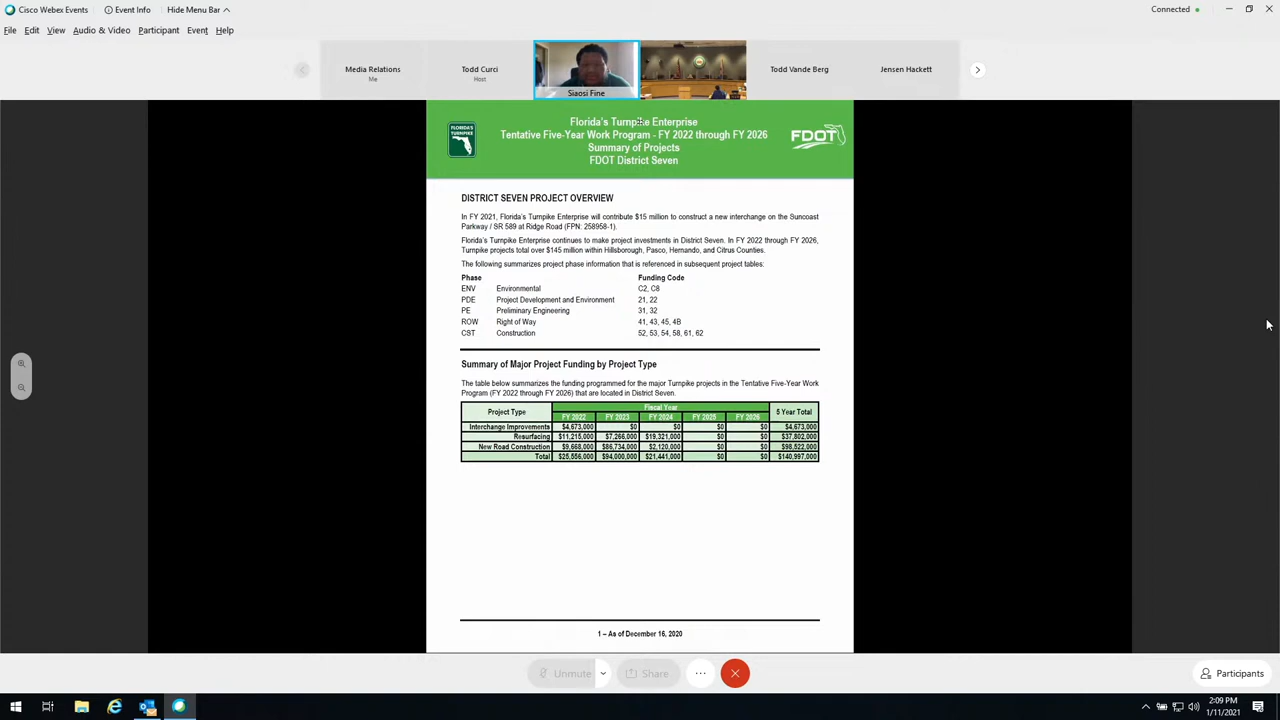 Cisco Webex Events Event Info Hide Menu Bar Connected
File Edit View Audio & Video Participant Event Help
Media Relations
Me
Todd Curci
Host
Siaosi Fine
Todd Vande Berg
Jensen Hackett
FLORIDA'S
TURNPIKE
Florida's Turnpike Enterprise
Tentative Five-Year Work Program - FY 2022 through FY 2026
Summary of Projects
FDOT District Seven
FDOT
DISTRICT SEVEN PROJECT OVERVIEW
In FY 2021, Florida's Turnpike Enterprise will contribute $15 million to construct a new interchange on the Suncoast
Parkway / SR 589 at Ridge Road (FPN: 258958-1).
Florida's Turnpike Enterprise continues to make project investments in District Seven. In FY 2022 through FY 2026,
Turnpike projects total over $145 million within Hillsborough, Pasco, Hernando, and Citrus Counties.
The following summarizes project phase information that is referenced in subsequent project tables:
Phase Funding Code
ENV Environmental C2, C8
PDE Project Development and Environment 21, 22
PE Preliminary Engineering 31, 32
ROW Right of Way 41, 43, 45, 4B
CST Construction 52, 53, 54, 58, 61, 62
Summary of Major Project Funding by Project Type
The table below summarizes the funding programmed for the major Turnpike projects in the Tentative Five-Year Work
Program (FY 2022 through FY 2026) that are located in District Seven.
Project Type Fiscal Year 5 Year Total
FY 2022 FY 2023 FY 2024 FY 2025 FY 2026
Interchange Improvements $4,673,000 $0 $0 $0 $0 $4,673,000
Resurfacing $11,215,000 $7,266,000 $19,321,000 $0 $0 $37,802,000
New Road Construction $9,668,000 $86,734,000 $2,120,000 $0 $0 $98,522,000
Total $25,556,000 $94,000,000 $21,441,000 $0 $0 $140,997,000
1 – As of December 16, 2020
Unmute Share Participants
2:09 PM
1/11/2021